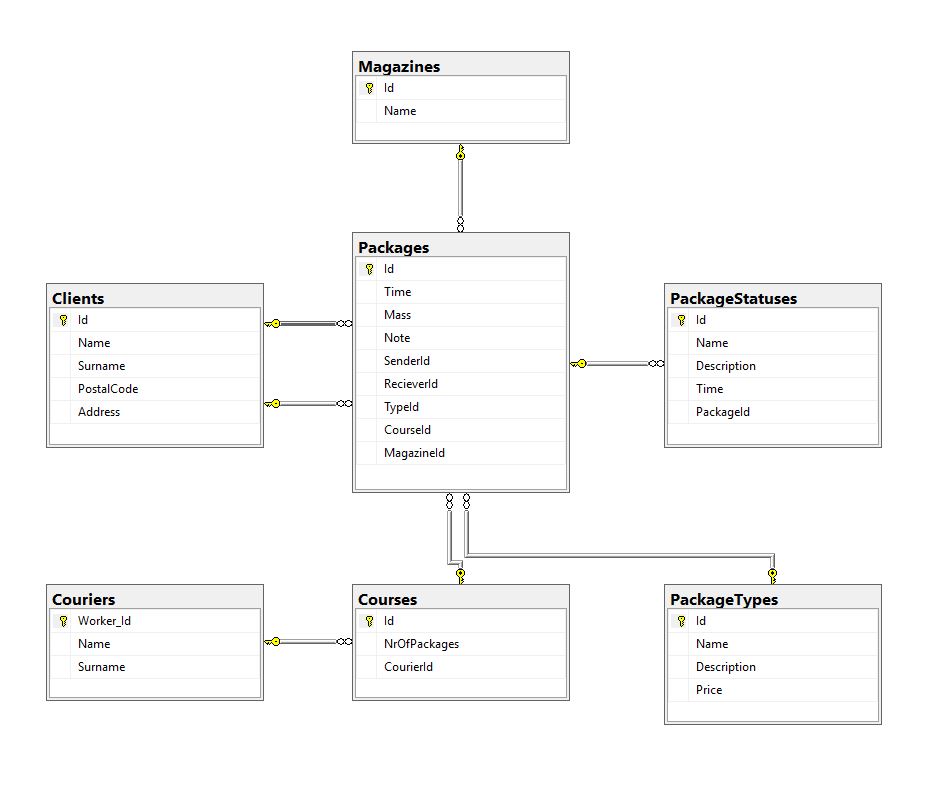 Magazines
Id
Name
Packages
Id
Time
Mass
Note
SenderId
RecieverId
TypeId
CourseId
MagazineId
Clients
Id
Name
Surname
PostalCode
Address
PackageStatuses
Id
Name
Description
Time
PackageId
Couriers
Worker_Id
Name
Surname
Courses
Id
NrOfPackages
CourierId
PackageTypes
Id
Name
Description
Price